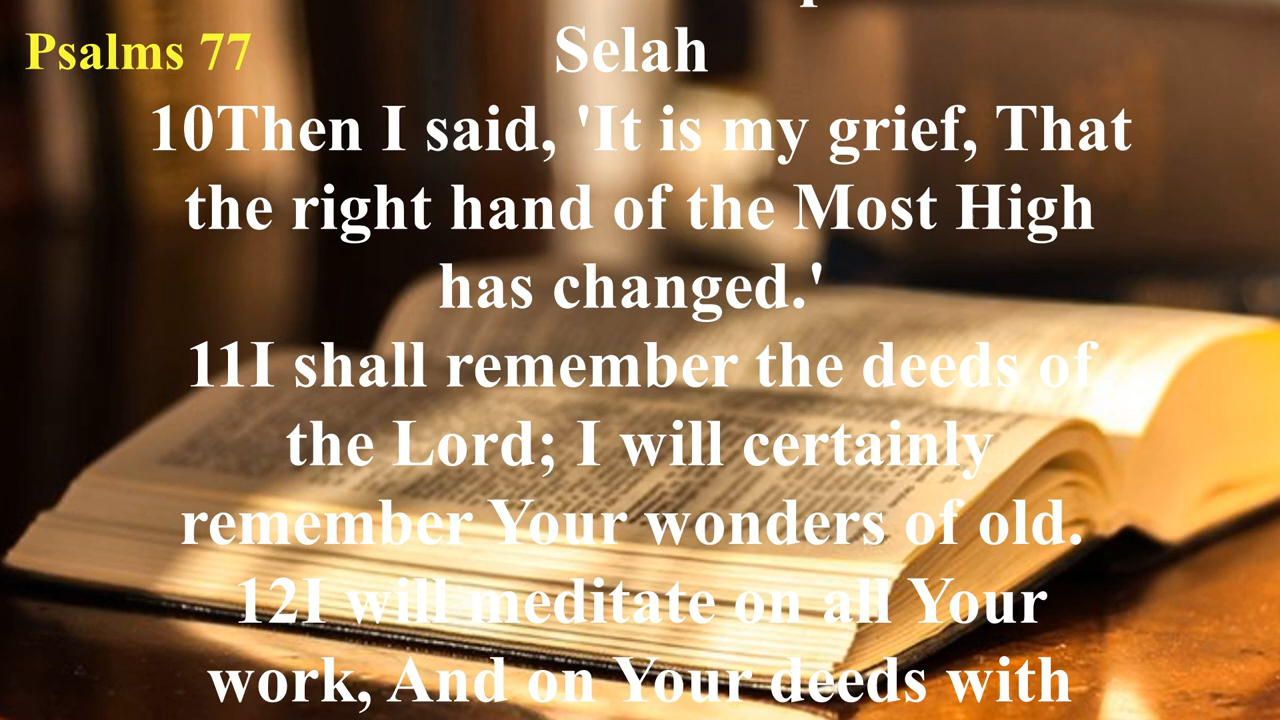 Psalms 77
Selah
10Then I said, 'It is my grief, That
the right hand of the Most High
has changed.'
11I shall remember the deeds of
the Lord; I will certainly
remember Your wonders of old.
12I will meditate on all Your
work, And on Your deeds with